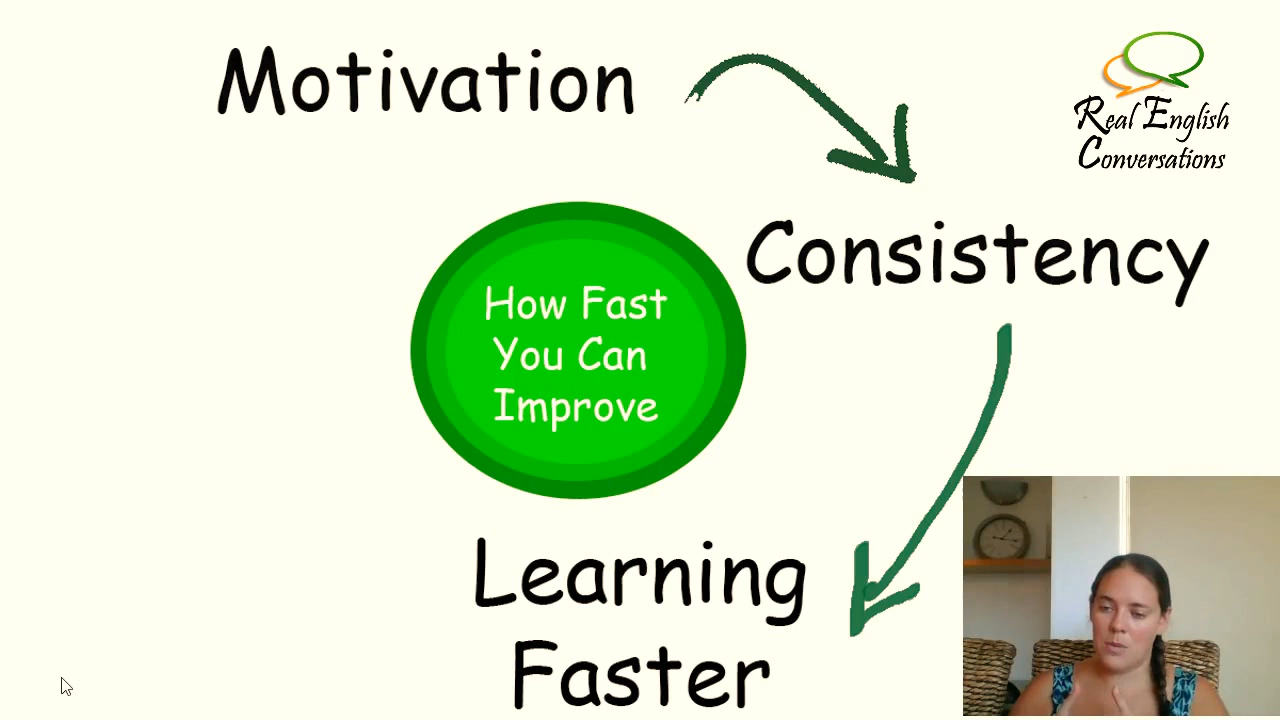 Motivation
Real English
Conversations
Consistency
How Fast
You Can
Improve
Learning
Faster